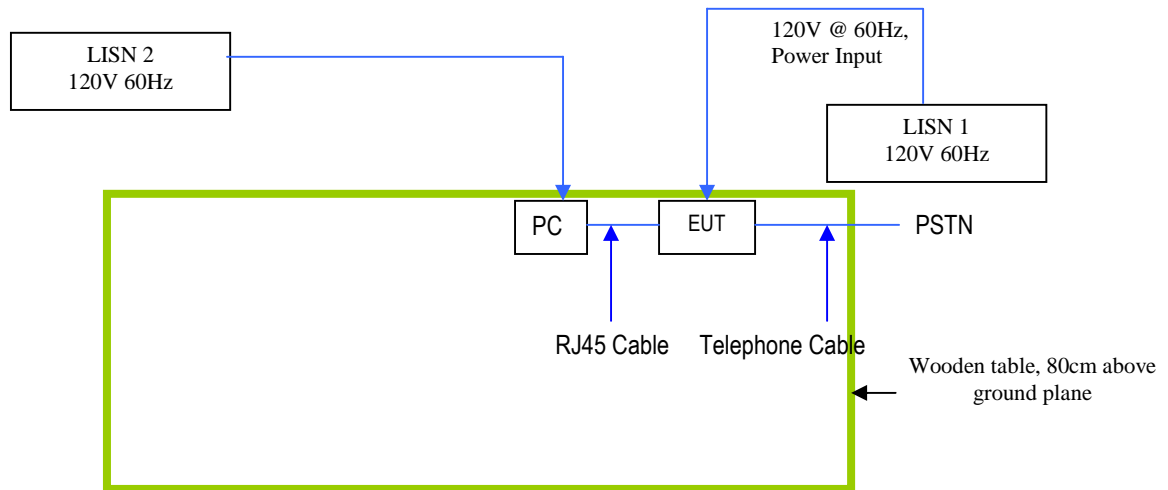 LISN 2
120V 60Hz
120V @ 60Hz,
Power Input
LISN 1
120V 60Hz
PC
EUT
PSTN
RJ45 Cable
Telephone Cable
Wooden table, 80cm above
ground plane